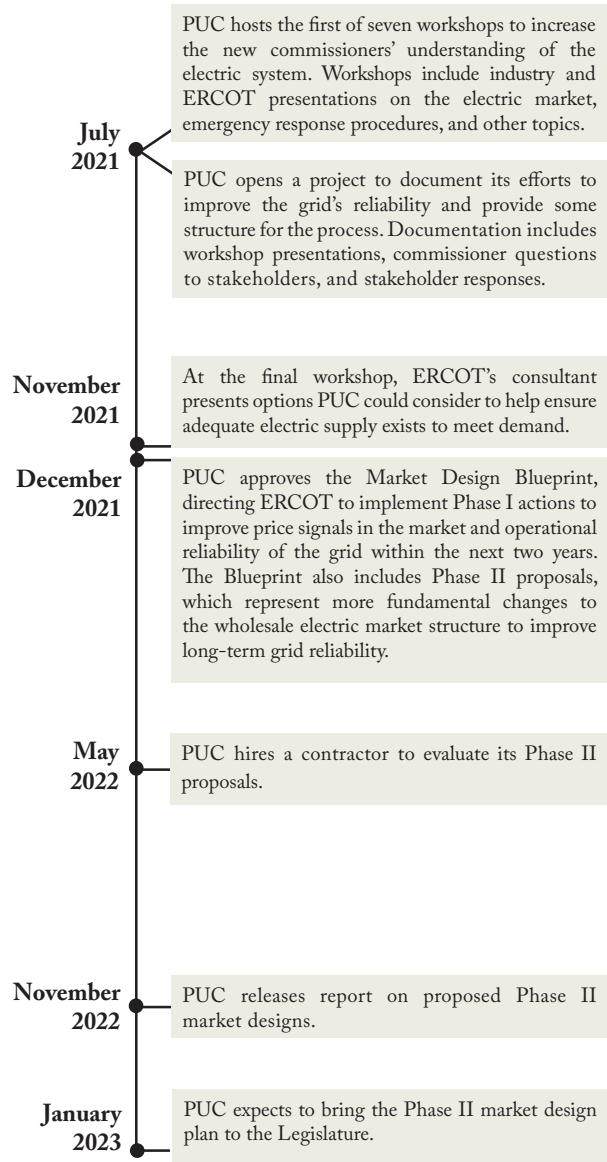 July
2021
PUC hosts the first of seven workshops to increase
the new commissioners’ understanding of the
electric system. Workshops include industry and
ERCOT presentations on the electric market,
emergency response procedures, and other topics.
PUC opens a project to document its efforts to
improve the grid’s reliability and provide some
structure for the process. Documentation includes
workshop presentations, commissioner questions
to stakeholders, and stakeholder responses.
November
2021
At the final workshop, ERCOT’s consultant
presents options PUC could consider to help ensure
adequate electric supply exists to meet demand.
December
2021
PUC approves the Market Design Blueprint,
directing ERCOT to implement Phase I actions to
improve price signals in the market and operational
reliability of the grid within the next two years.
The Blueprint also includes Phase II proposals,
which represent more fundamental changes to
the wholesale electric market structure to improve
long-term grid reliability.
May
2022
PUC hires a contractor to evaluate its Phase II
proposals.
November
2022
PUC releases report on proposed Phase II
market designs.
January
2023
PUC expects to bring the Phase II market design
plan to the Legislature.